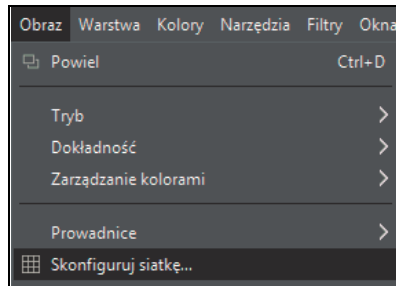 Obraz Warstwa Kolory Narzędzia Filtry Okna
Powiel Ctrl+D
Tryb
Dokładność
Zarządzanie kolorami
Prowadnice
Skonfiguruj siatkę...